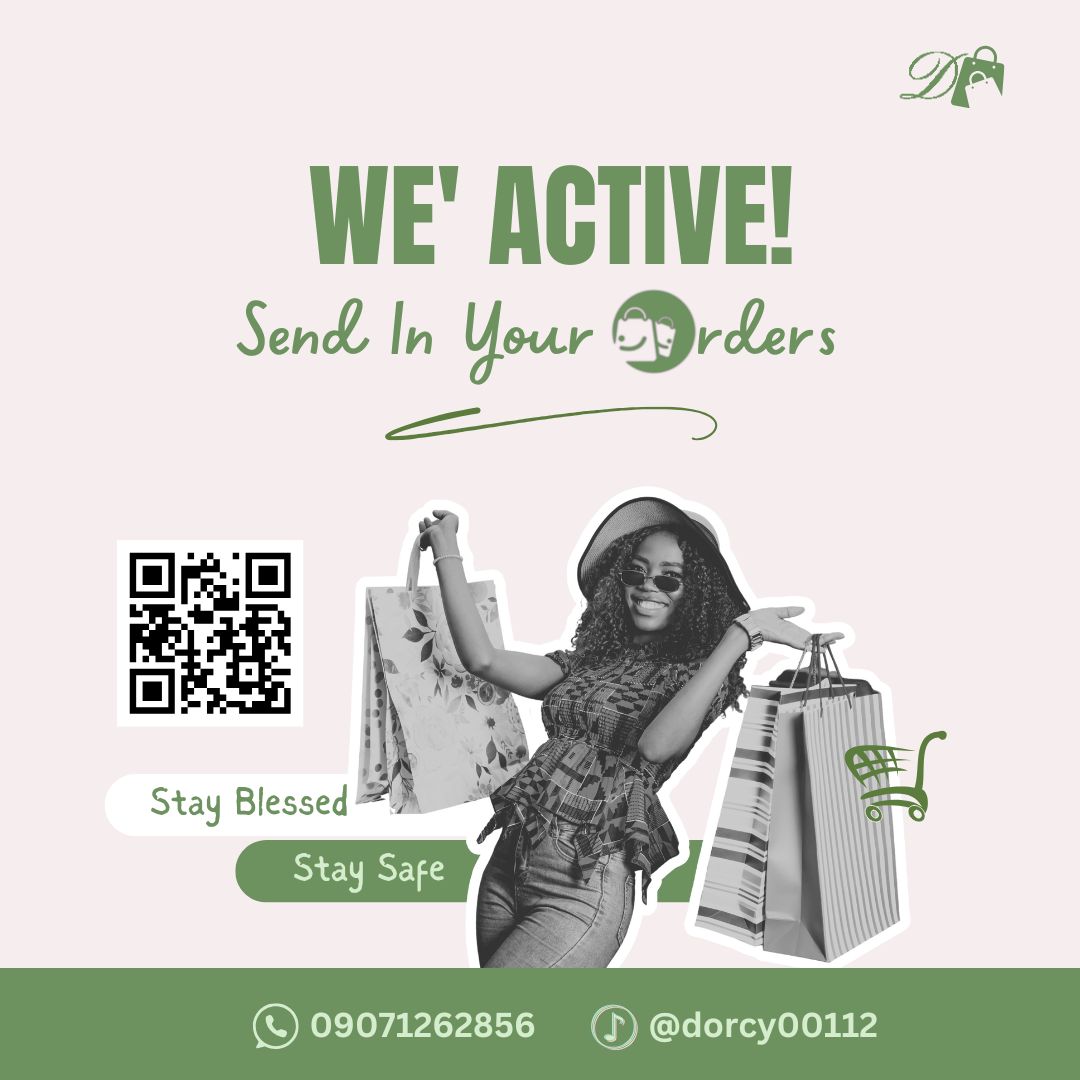 D
WE' ACTIVE!
Send In Your Orders
Stay Blessed
Stay Safe
09071262856
@dorcy00112